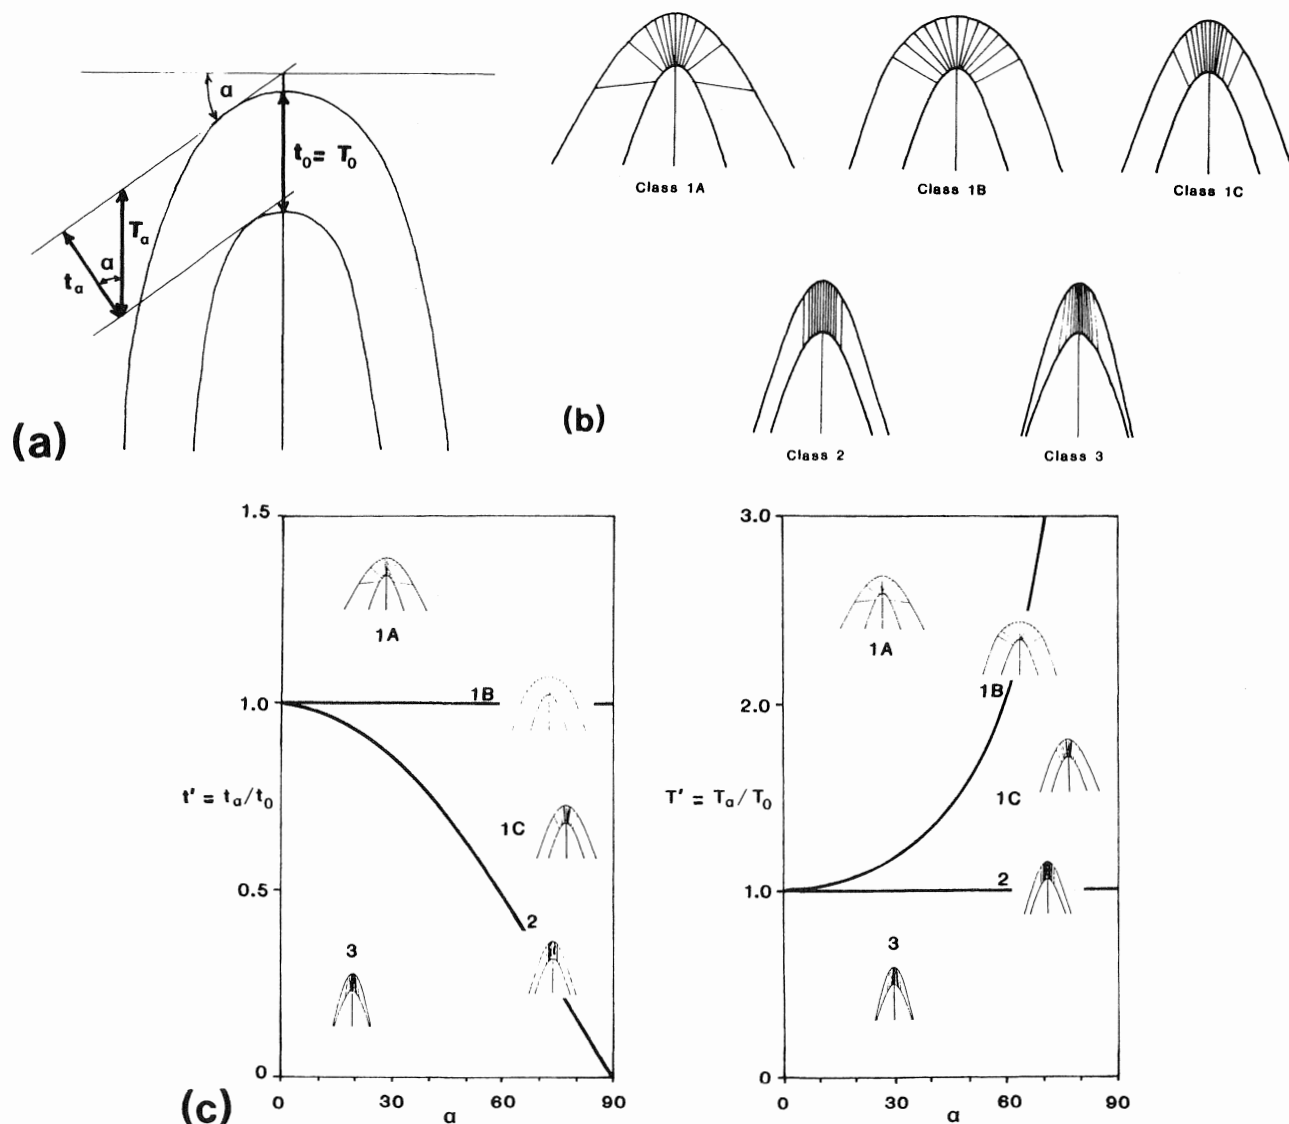 α
t₀= T₀
Tα
α
tα
(a)
Class 1A
Class 1B
Class 1C
(b)
Class 2
Class 3
1.5
1A
1B
1.0
t' = tα/t₀
1C
0.5
2
3
0
0 30 60 90
α
(c)
3.0
1A
1B
2.0
T' = Tα/T₀
1C
2
1.0
3
0
0 30 60 90
α